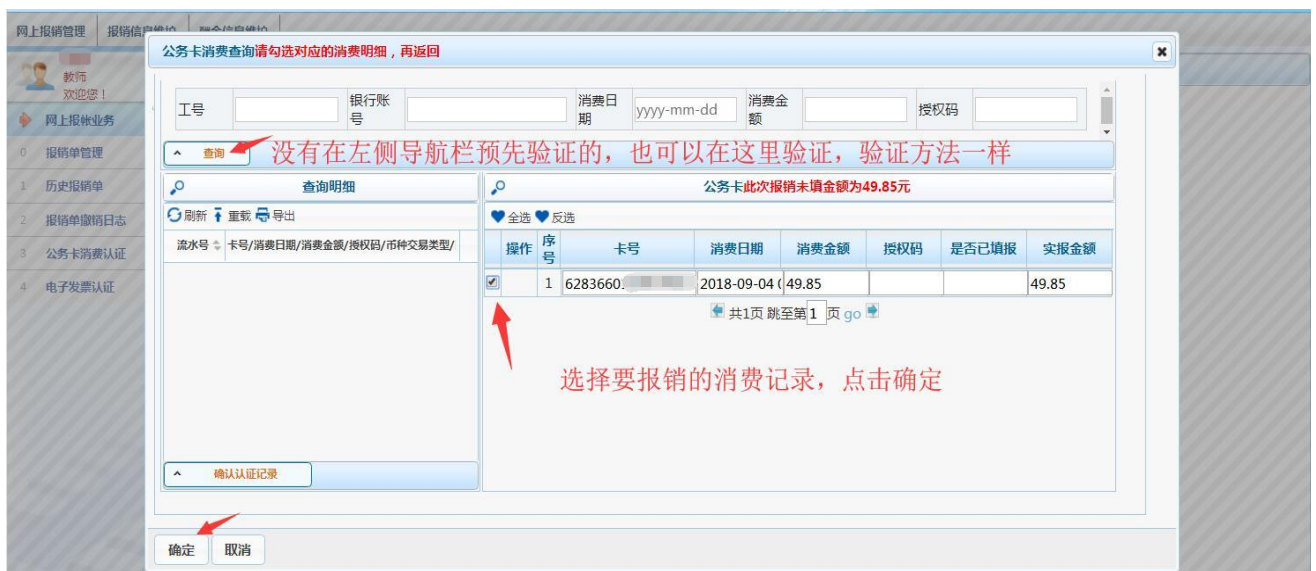 网上报销管理 报销信息维护
公务卡消费查询请勾选对应的消费明细，再返回
教师
欢迎您！
网上报帐业务
0 报销单管理
1 历史报销单
2 报销单撤销日志
3 公务卡消费认证
4 电子发票认证
工号 银行账号 消费日期 yyyy-mm-dd 消费金额 授权码
查询 没有在左侧导航栏预先验证的，也可以在这里验证，验证方法一样
查询明细 公务卡此次报销未填金额为49.85元
刷新 重载 导出 全选 反选
流水号 卡号/消费日期/消费金额/授权码/币种交易类型/
操作 序号 卡号 消费日期 消费金额 授权码 是否已填报 实报金额
1 6283660 2018-09-04 ( 49.85 49.85
共1页 跳至第 1 页 go
选择要报销的消费记录，点击确定
确认认证记录
确定 取消